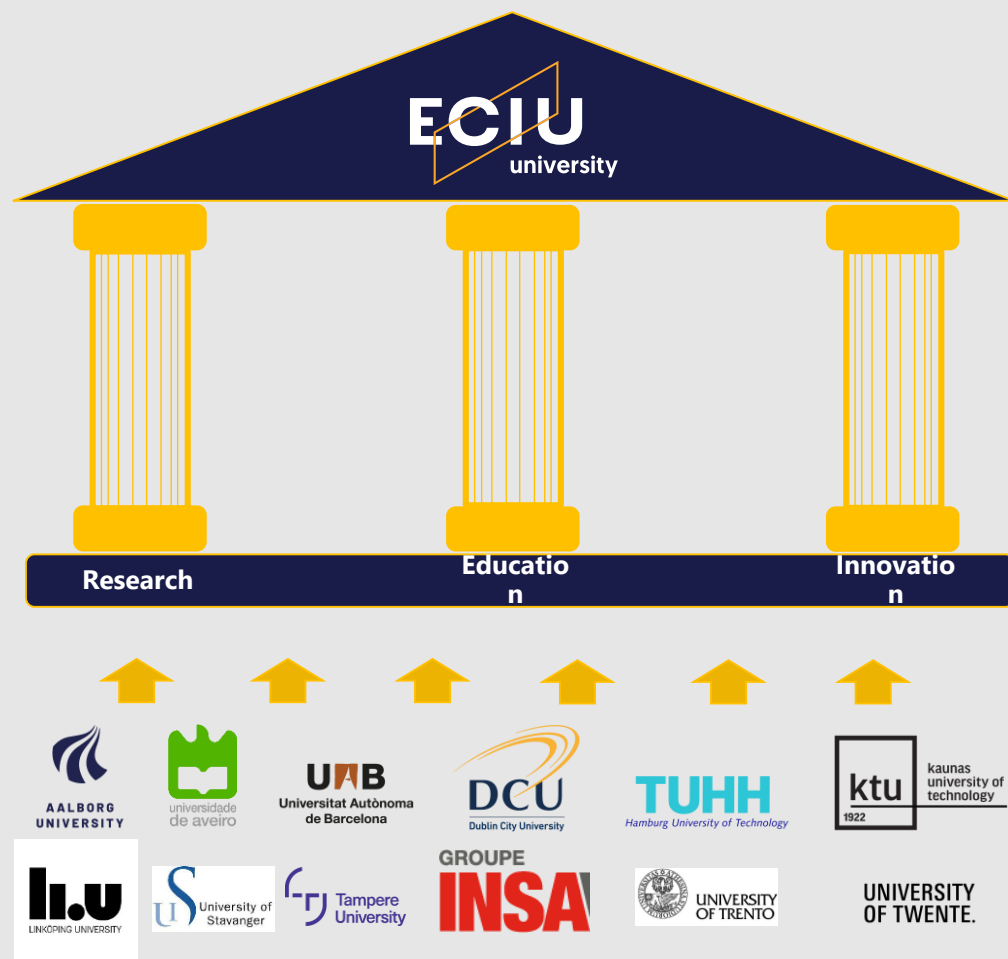 ECIU
university
Research
Educatio
n
Innovatio
n
AALBORG
UNIVERSITY
universidade
de aveiro
UAB
Universitat Autònoma
de Barcelona
DCU
Dublin City University
TUHH
Hamburg University of Technology
ktu
1922
kaunas
university of
technology
li.u
LINKÖPING UNIVERSITY
US
University of
Stavanger
Tampere
University
GROUPE
INSA
UNIVERSITY
OF TRENTO
UNIVERSITY
OF TWENTE.